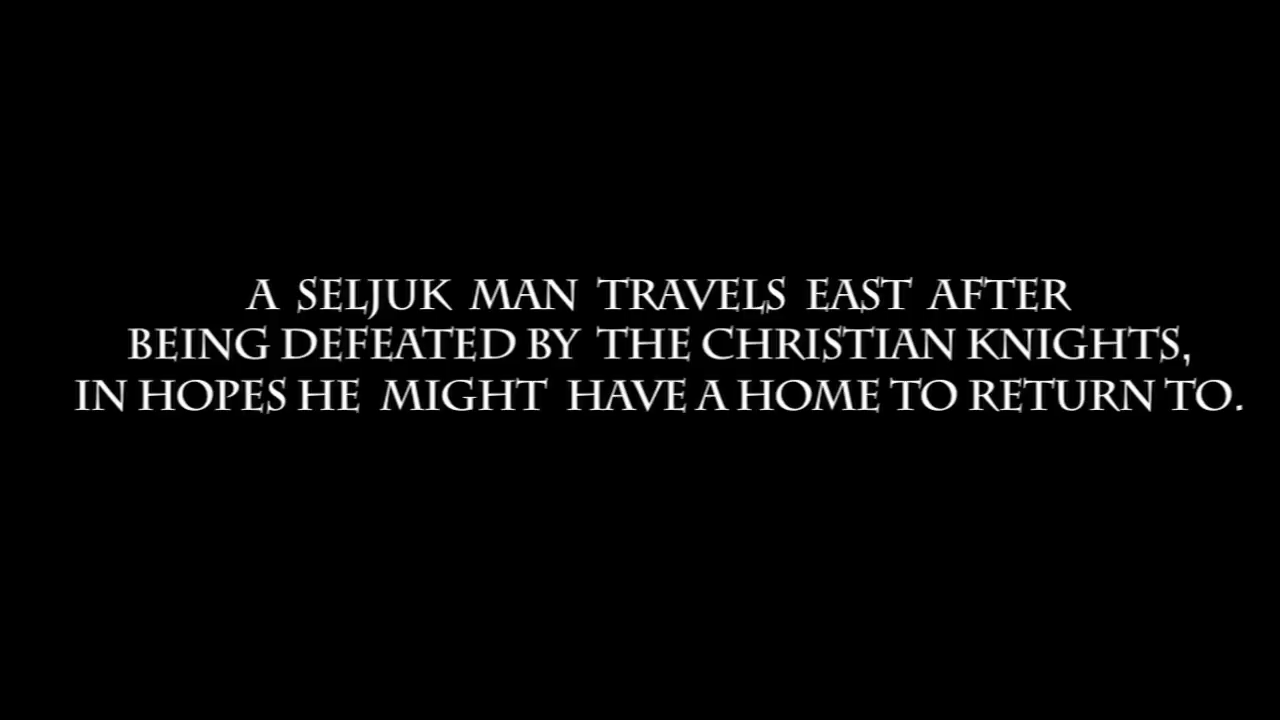 A SELJUK MAN TRAVELS EAST AFTER
BEING DEFEATED BY THE CHRISTIAN KNIGHTS,
IN HOPES HE MIGHT HAVE A HOME TO RETURN TO.